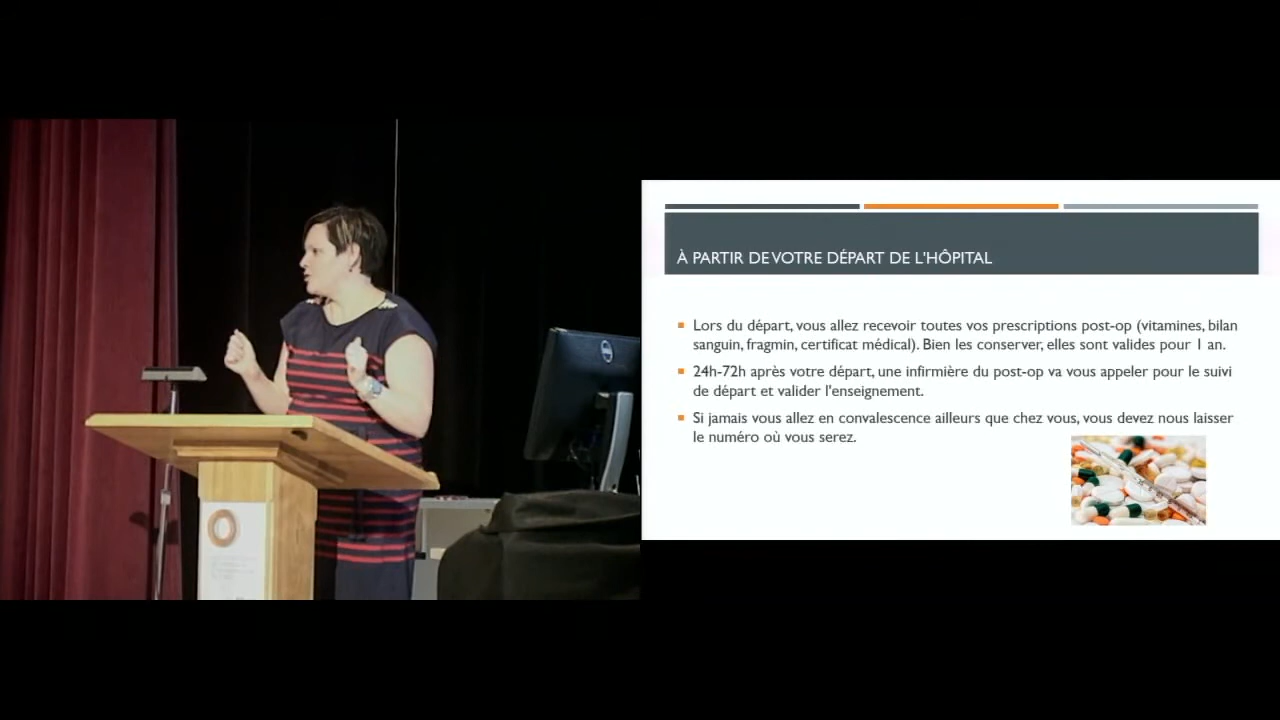 À PARTIR DE VOTRE DÉPART DE L'HÔPITAL
Lors du départ, vous allez recevoir toutes vos prescriptions post-op (vitamines, bilan
sanguin, fragmin, certificat médical). Bien les conserver, elles sont valides pour 1 an.
24h-72h après votre départ, une infirmière du post-op va vous appeler pour le suivi
de départ et valider l'enseignement.
Si jamais vous allez en convalescence ailleurs que chez vous, vous devez nous laisser
le numéro où vous serez.